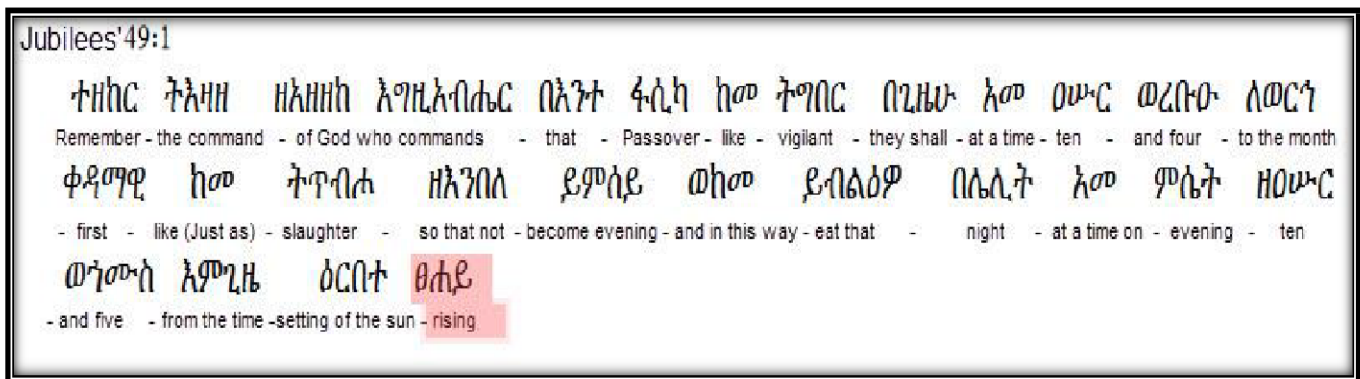 Jubilees'49:1
ተዘከር ትእዛዘ ዘአዘዘከ እግዚአብሔር በእንተ ፋሲካ ከመ ትግበር በጊዜሁ አመ ዐሡር ወረቡዑ ለወርኅ
Remember - the command - of God who commands - that - Passover - like - vigilant - they shall - at a time - ten - and four - to the month
ቀዳማዊ ከመ ትጥብሐ ዘእንበለ ይምሰይ ወከመ ይብልዕዎ በሌሊት አመ ምሴት ዘዐሡር
- first - like (Just as) - slaughter - so that not - become evening - and in this way - eat that - night - at a time on - evening - ten
ወኀሙስ እምጊዜ ዕርበተ ፀሐይ
- and five - from the time -setting of the sun - rising